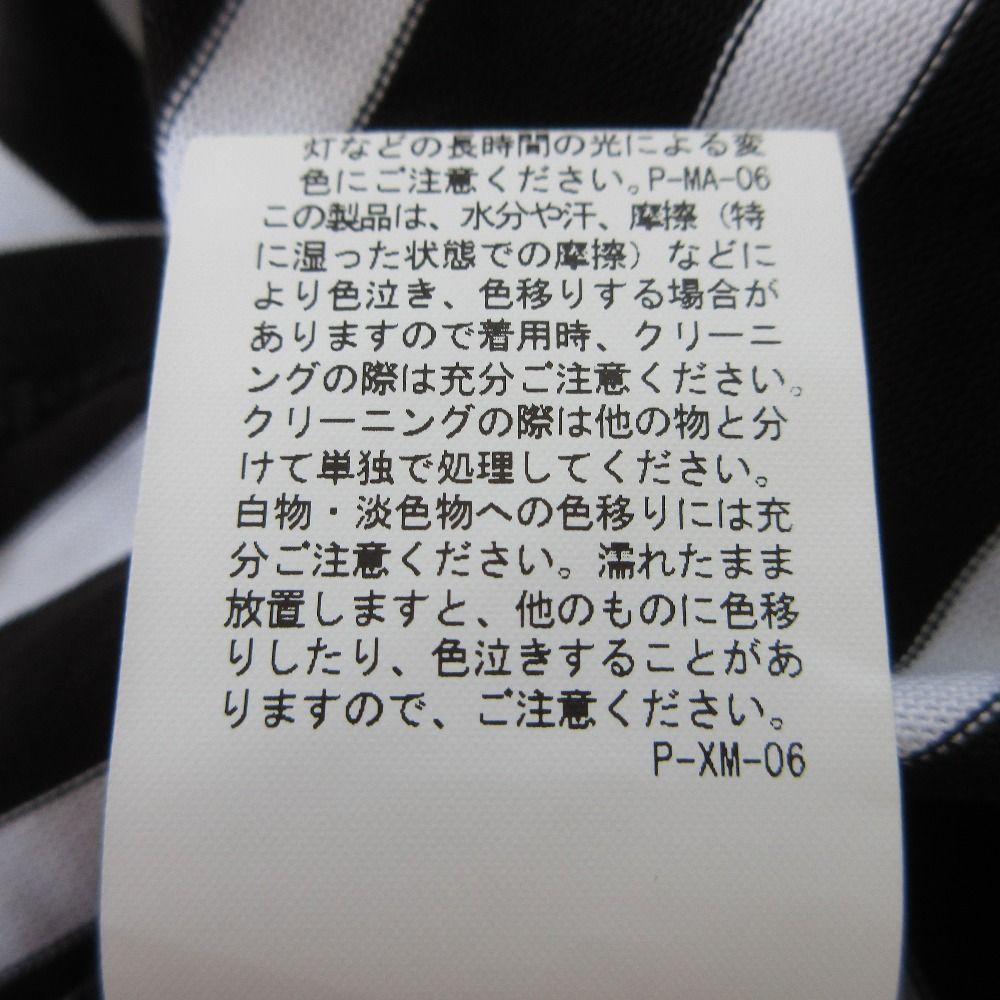 灯などの長時間の光による変
色にご注意ください。P-MA-06
この製品は、水分や汗、摩擦（特
に湿った状態での摩擦）などに
より色泣き、色移りする場合が
ありますので着用時、クリーニ
ングの際は充分ご注意ください。
クリーニングの際は他の物と分
けて単独で処理してください。
白物・淡色物への色移りには充
分ご注意ください。濡れたまま
放置しますと、他のものに色移
りしたり、色泣きすることがあ
りますので、ご注意ください。
P-XM-06